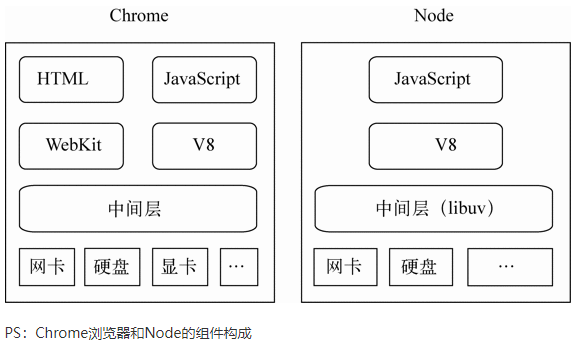 Chrome
Node
HTML
JavaScript
JavaScript
WebKit
V8
V8
中间层
中间层（libuv）
网卡
硬盘
显卡
…
网卡
硬盘
…
PS：Chrome浏览器和Node的组件构成